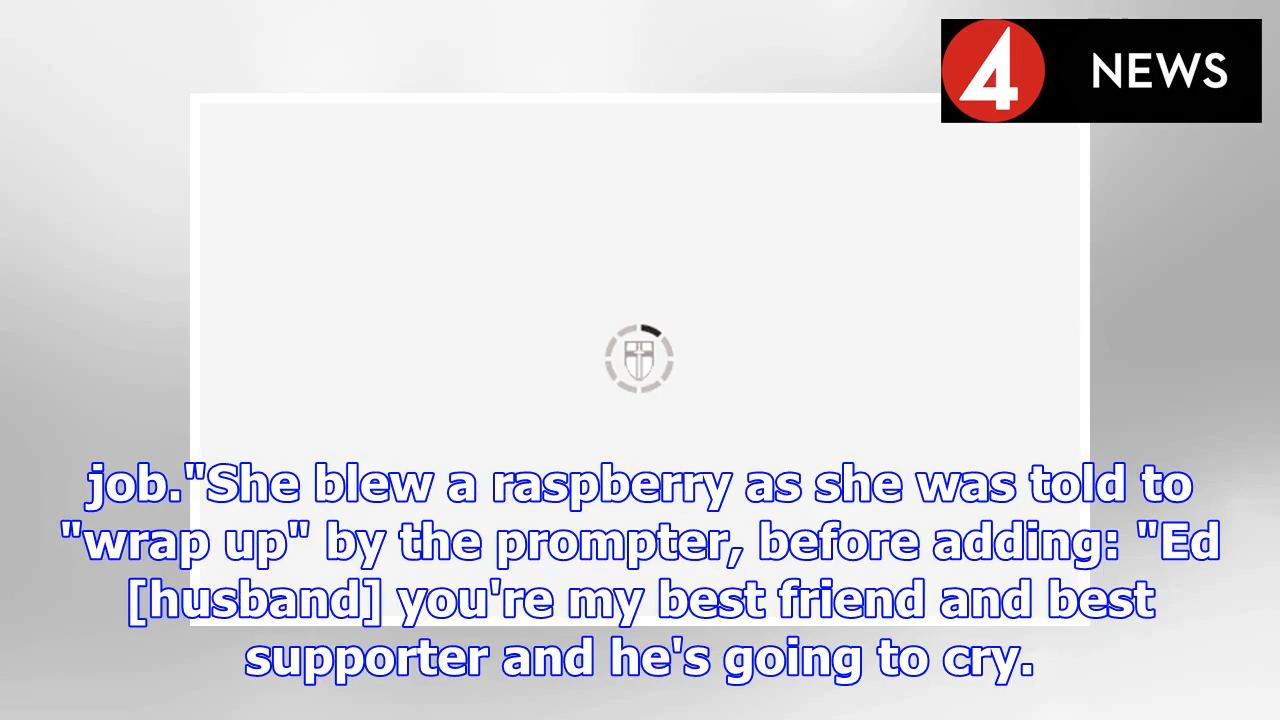 4 NEWS
job."She blew a raspberry as she was told to
"wrap up" by the prompter, before adding: "Ed
[husband] you're my best friend and best
supporter and he's going to cry.